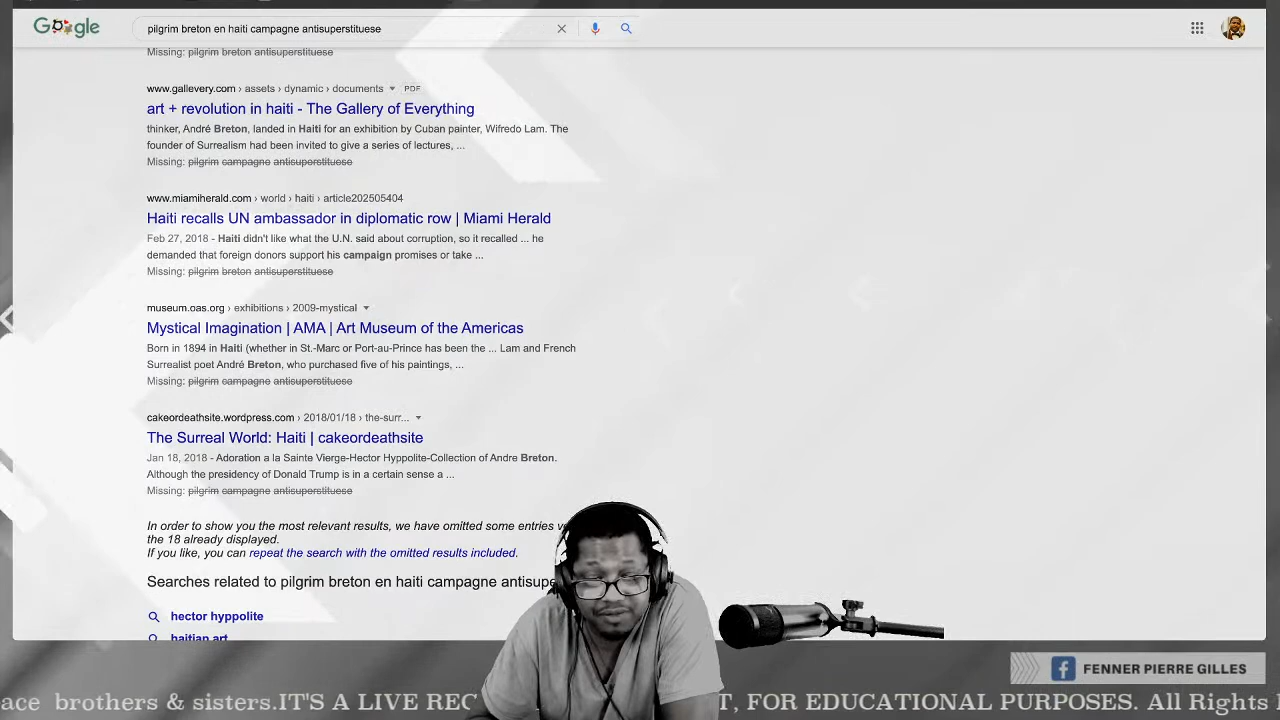 Google
pilgrim breton en haiti campagne antisuperstituese
Missing: pilgrim breton antisuperstituese
www.gallevery.com › assets › dynamic › documents PDF
art + revolution in haiti - The Gallery of Everything
thinker, André Breton, landed in Haiti for an exhibition by Cuban painter, Wifredo Lam. The
founder of Surrealism had been invited to give a series of lectures, ...
Missing: pilgrim campagne antisuperstituese
www.miamiherald.com › world › haiti › article202505404
Haiti recalls UN ambassador in diplomatic row | Miami Herald
Feb 27, 2018 - Haiti didn't like what the U.N. said about corruption, so it recalled ... he
demanded that foreign donors support his campaign promises or take ...
Missing: pilgrim breton antisuperstituese
museum.oas.org › exhibitions › 2009-mystical
Mystical Imagination | AMA | Art Museum of the Americas
Born in 1894 in Haiti (whether in St.-Marc or Port-au-Prince has been the ... Lam and French
Surrealist poet André Breton, who purchased five of his paintings, ...
Missing: pilgrim campagne antisuperstituese
cakeordeathsite.wordpress.com › 2018/01/18 › the-surr...
The Surreal World: Haiti | cakeordeathsite
Jan 18, 2018 - Adoration a la Sainte Vierge-Hector Hyppolite-Collection of Andre Breton.
Although the presidency of Donald Trump is in a certain sense a ...
Missing: pilgrim campagne antisuperstituese
In order to show you the most relevant results, we have omitted some entries v
the 18 already displayed.
If you like, you can repeat the search with the omitted results included.
Searches related to pilgrim breton en haiti campagne antisupe
hector hyppolite
haitian art
FENNER PIERRE GILLES
ace brothers & sisters.IT'S A LIVE REC T, FOR EDUCATIONAL PURPOSES. All Rights